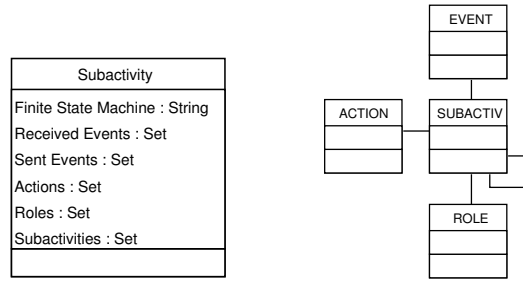 Subactivity
Finite State Machine : String
Received Events : Set
Sent Events : Set
Actions : Set
Roles : Set
Subactivities : Set
EVENT
ACTION
SUBACTIV
ROLE